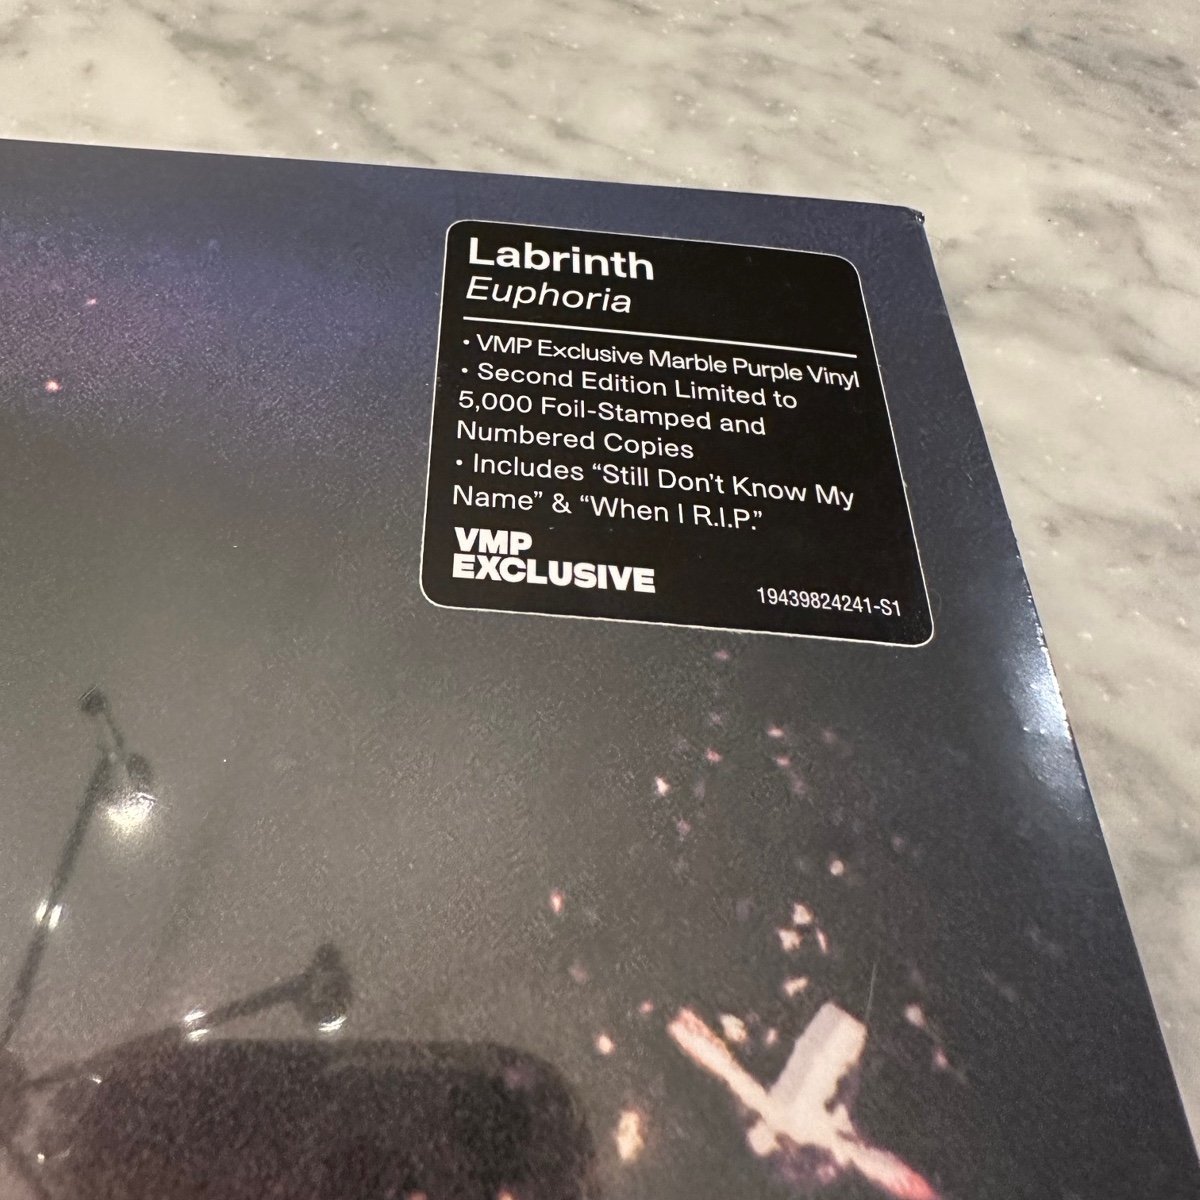 Labrinth
Euphoria
• VMP Exclusive Marble Purple Vinyl
• Second Edition Limited to
5,000 Foil-Stamped and
Numbered Copies
• Includes “Still Don’t Know My
Name” & “When I R.I.P.”
VMP
EXCLUSIVE
19439824241-S1